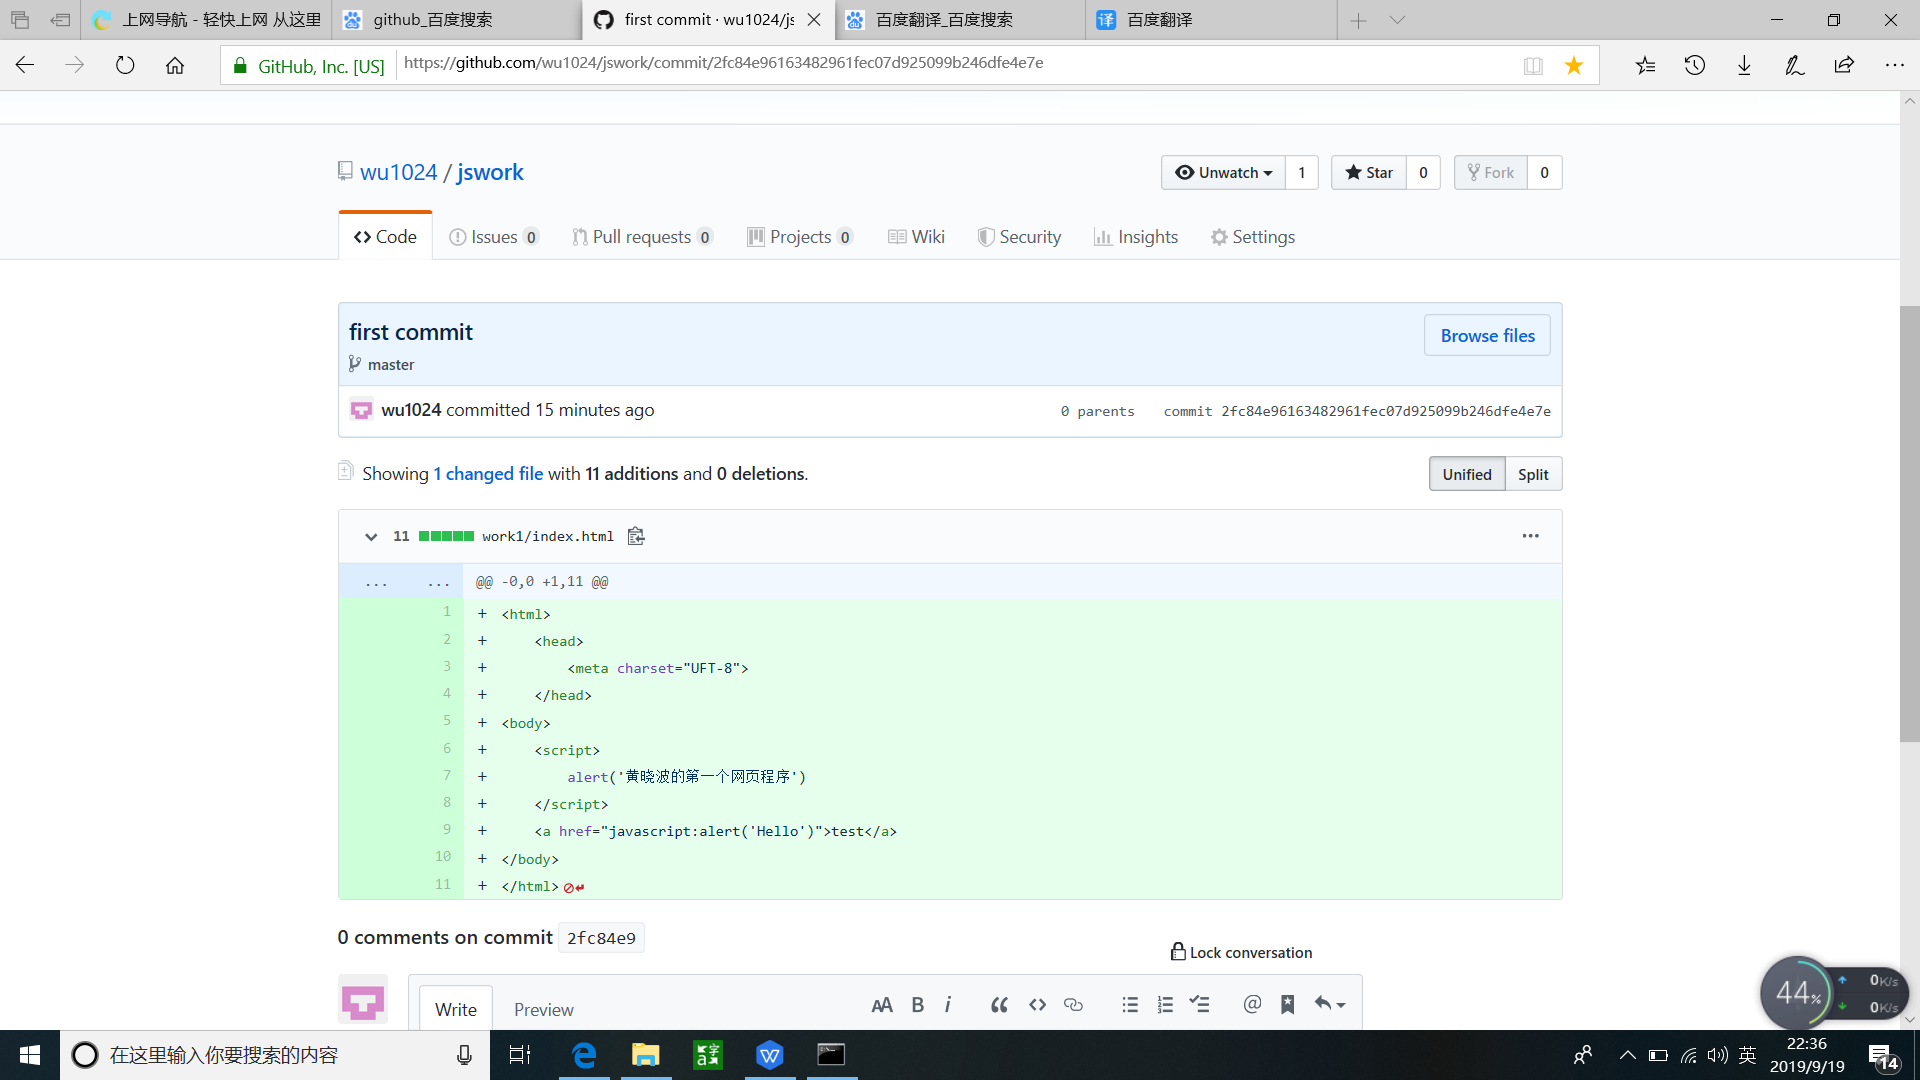 上网导航 - 轻快上网 从这里
github_百度搜索
first commit · wu1024/js
百度翻译_百度搜索
译 百度翻译
GitHub, Inc. [US] https://github.com/wu1024/jswork/commit/2fc84e96163482961fec07d925099b246dfe4e7e
wu1024 / jswork
Unwatch 1 Star 0 Fork 0
Code Issues 0 Pull requests 0 Projects 0 Wiki Security Insights Settings
first commit
Browse files
master
wu1024 committed 15 minutes ago 0 parents commit 2fc84e96163482961fec07d925099b246dfe4e7e
Showing 1 changed file with 11 additions and 0 deletions.
Unified Split
11 work1/index.html
... ... @@ -0,0 +1,11 @@
1 + <html>
2 + <head>
3 + <meta charset="UFT-8">
4 + </head>
5 + <body>
6 + <script>
7 + alert('黄晓波的第一个网页程序')
8 + </script>
9 + <a href="javascript:alert('Hello')">test</a>
10 + </body>
11 + </html>
0 comments on commit 2fc84e9
Lock conversation
Write Preview
44% 0K/s
0K/s
在这里输入你要搜索的内容
英
22:36
2019/9/19
14